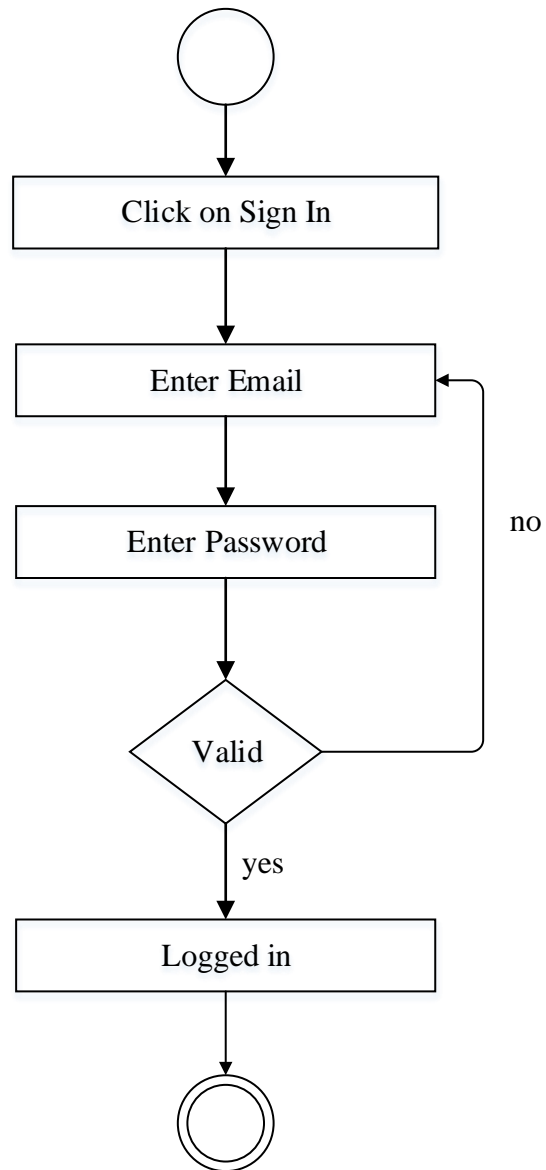 Click on Sign In
Enter Email
Enter Password
no
Valid
yes
Logged in